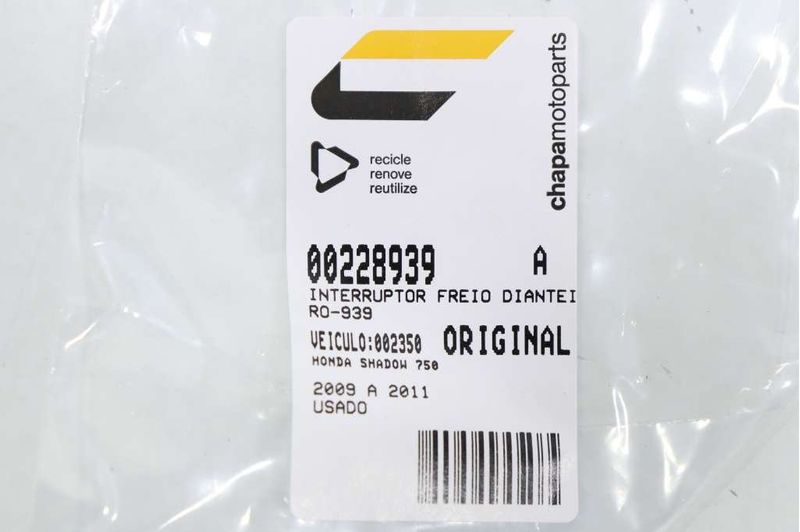 chapamotoparts
recicle
renove
reutilize
00228939 A
INTERRUPTOR FREIO DIANTEI
RO-939
VEICULO:002350 ORIGINAL
HONDA SHADOW 750
2009 A 2011
USADO